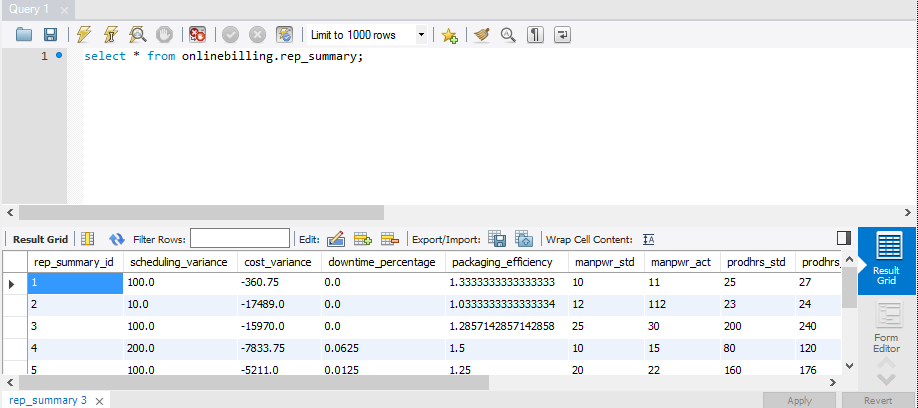 Query 1
Limit to 1000 rows
1 select * from onlinebilling.rep_summary;
Result Grid Filter Rows: Edit: Export/Import: Wrap Cell Content:
rep_summary_id scheduling_variance cost_variance downtime_percentage packaging_efficiency manpwr_std manpwr_act prodhrs_std prodhrs_
1 100.0 -360.75 0.0 1.3333333333333333 10 11 25 27
2 10.0 -17489.0 0.0 1.0333333333333334 12 112 23 24
3 100.0 -15970.0 0.0 1.2857142857142858 25 30 200 240
4 200.0 -7833.75 0.0625 1.5 10 15 80 120
5 100.0 -5211.0 0.0125 1.25 20 22 160 176
Result
Grid
Form
Editor
rep_summary 3
Apply Revert